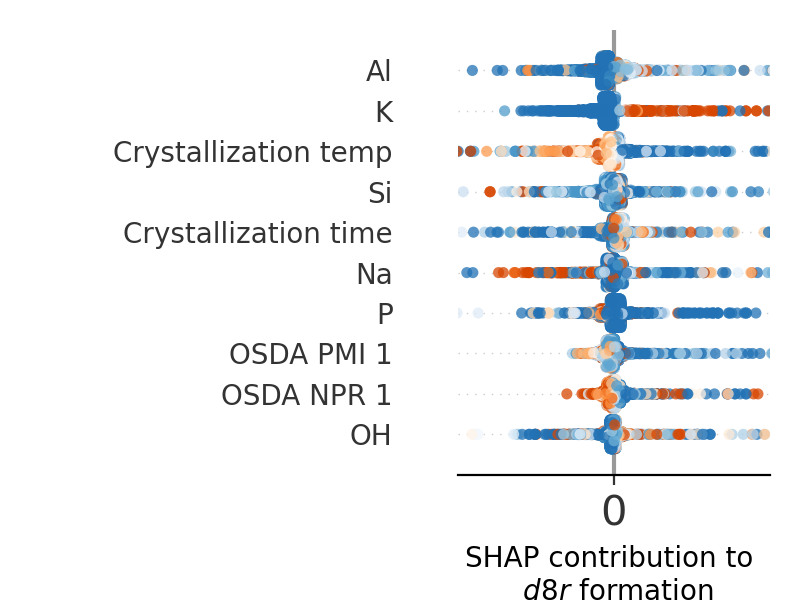 Al
K
Crystallization temp
Si
Crystallization time
Na
P
OSDA PMI 1
OSDA NPR 1
OH
0
SHAP contribution to
d8r formation